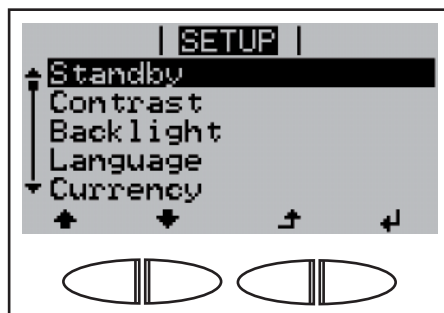 | SETUP |
Standby
Contrast
Backlight
Language
Currency